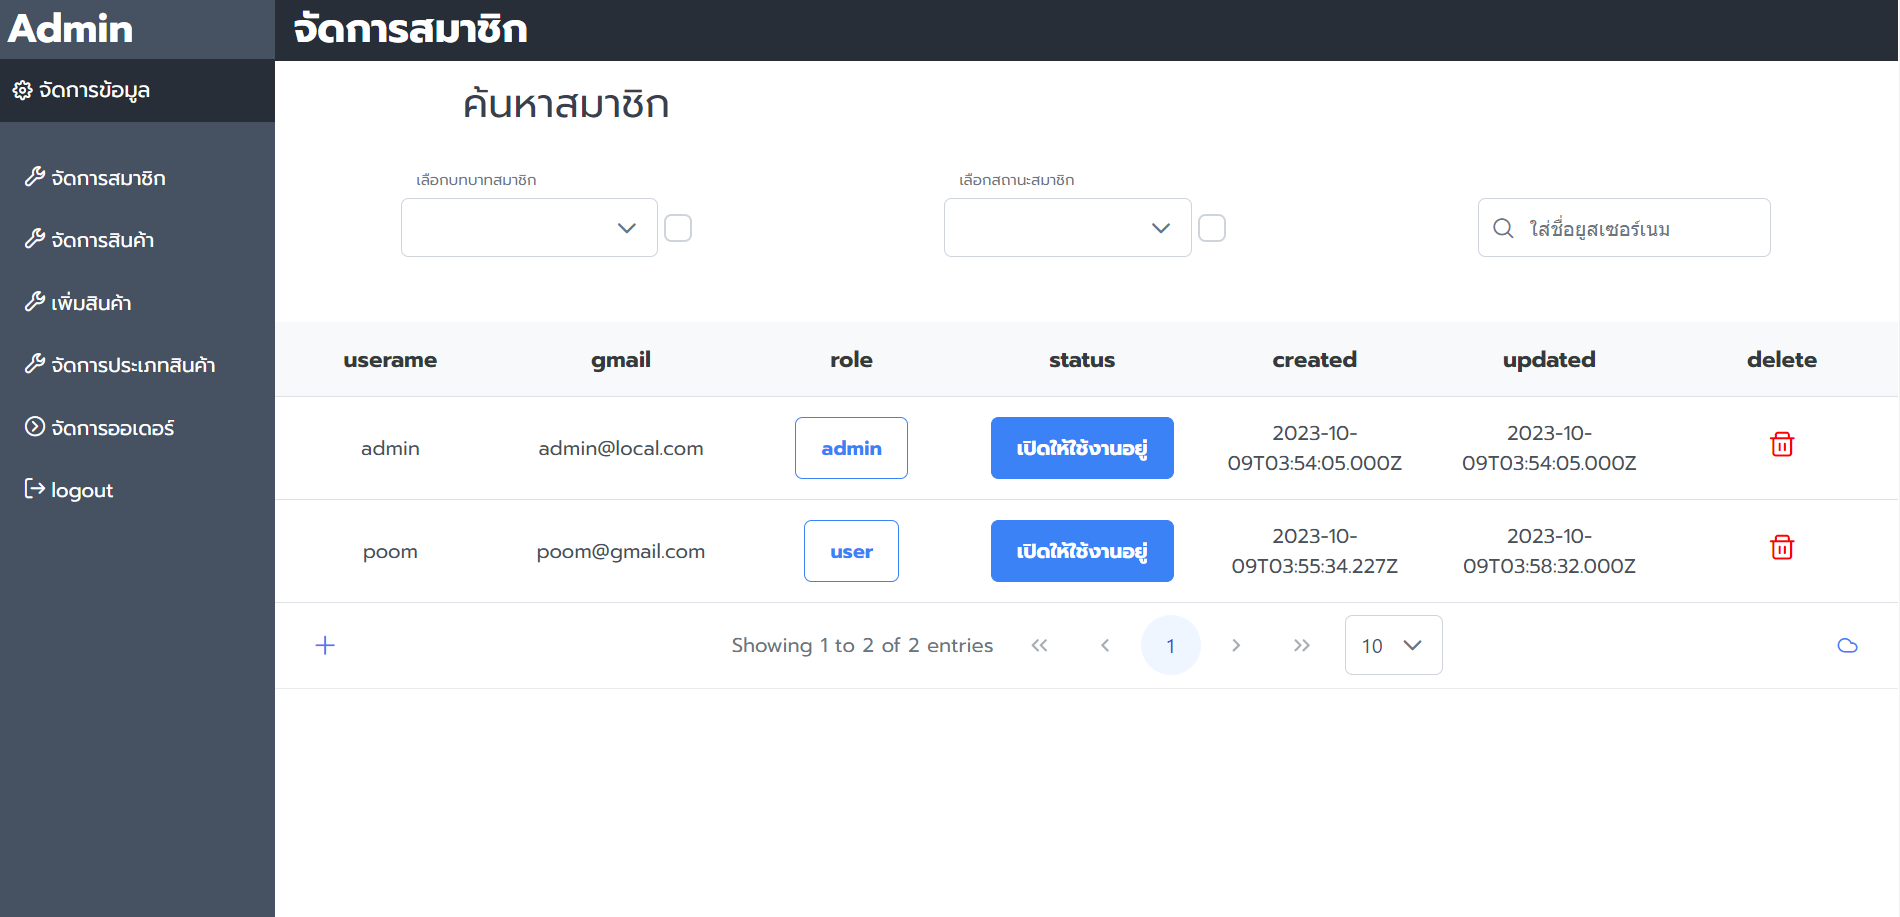 Admin
จัดการสมาชิก
จัดการข้อมูล
จัดการสมาชิก
จัดการสินค้า
เพิ่มสินค้า
จัดการประเภทสินค้า
จัดการออเดอร์
logout
ค้นหาสมาชิก
เลือกบทบาทสมาชิก
เลือกสถานะสมาชิก
ใส่ชื่อยูสเซอร์เนม
userame gmail role status created updated delete
admin admin@local.com admin เปิดให้ใช้งานอยู่ 2023-10-09T03:54:05.000Z 2023-10-09T03:54:05.000Z
poom poom@gmail.com user เปิดให้ใช้งานอยู่ 2023-10-09T03:55:34.227Z 2023-10-09T03:58:32.000Z
Showing 1 to 2 of 2 entries 1 10